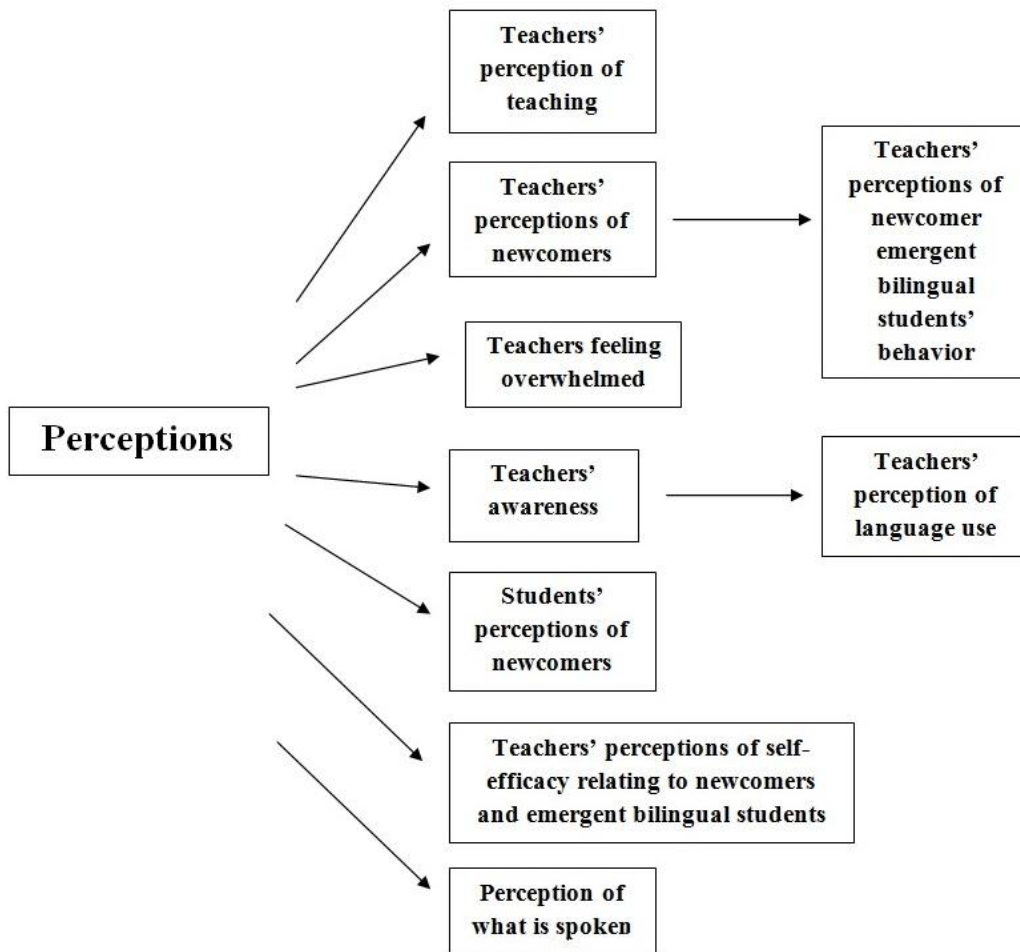 Teachers'
perception of
teaching
Teachers'
perceptions of
newcomers
Teachers'
perceptions of
newcomer
emergent
bilingual
students'
behavior
Teachers feeling
overwhelmed
Perceptions
Teachers'
awareness
Teachers'
perception of
language use
Students'
perceptions of
newcomers
Teachers' perceptions of self-
efficacy relating to newcomers
and emergent bilingual students
Perception of
what is spoken